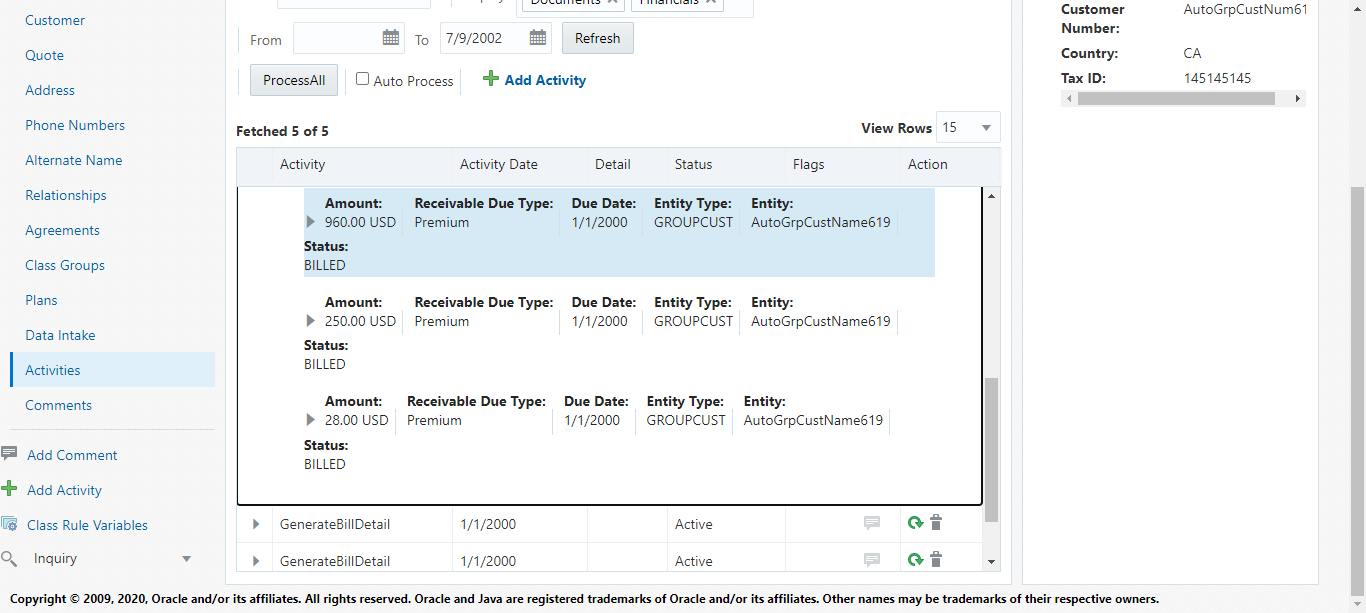 Customer
Quote
Address
Phone Numbers
Alternate Name
Relationships
Agreements
Class Groups
Plans
Data Intake
Activities
Comments
Add Comment
Add Activity
Class Rule Variables
Inquiry
Documents Financials
From To 7/9/2002 Refresh
ProcessAll Auto Process Add Activity
Fetched 5 of 5 View Rows 15
Activity Activity Date Detail Status Flags Action
Amount: Receivable Due Type: Due Date: Entity Type: Entity:
960.00 USD Premium 1/1/2000 GROUPCUST AutoGrpCustName619
Status:
BILLED
Amount: Receivable Due Type: Due Date: Entity Type: Entity:
250.00 USD Premium 1/1/2000 GROUPCUST AutoGrpCustName619
Status:
BILLED
Amount: Receivable Due Type: Due Date: Entity Type: Entity:
28.00 USD Premium 1/1/2000 GROUPCUST AutoGrpCustName619
Status:
BILLED
GenerateBillDetail 1/1/2000 Active
GenerateBillDetail 1/1/2000 Active
Customer Number: AutoGrpCustNum61
Country: CA
Tax ID: 145145145
Copyright © 2009, 2020, Oracle and/or its affiliates. All rights reserved. Oracle and Java are registered trademarks of Oracle and/or its affiliates. Other names may be trademarks of their respective owners.